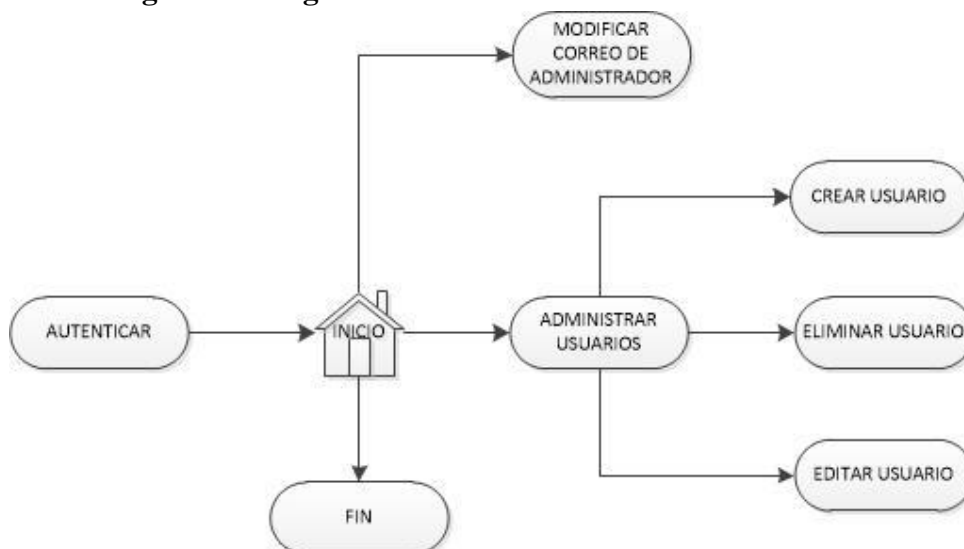 MODIFICAR
CORREO DE
ADMINISTRADOR
CREAR USUARIO
AUTENTICAR
INICIO
ADMINISTRAR
USUARIOS
ELIMINAR USUARIO
EDITAR USUARIO
FIN